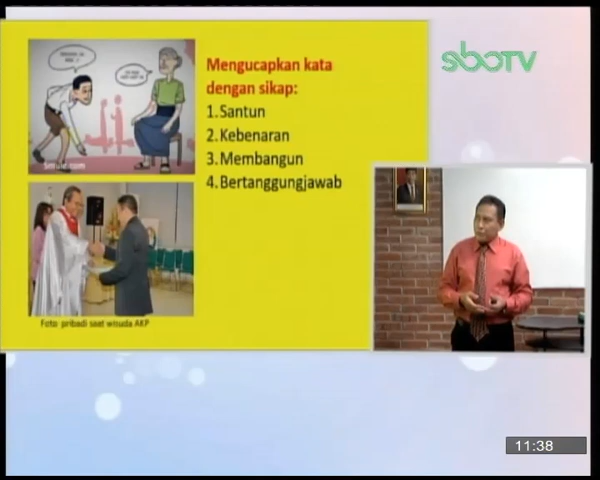 sboTV
Mengucapkan kata
dengan sikap:
1.Santun
2.Kebenaran
3.Membangun
4.Bertanggungjawab
Foto pribadi saat wisuda AKP
11:38